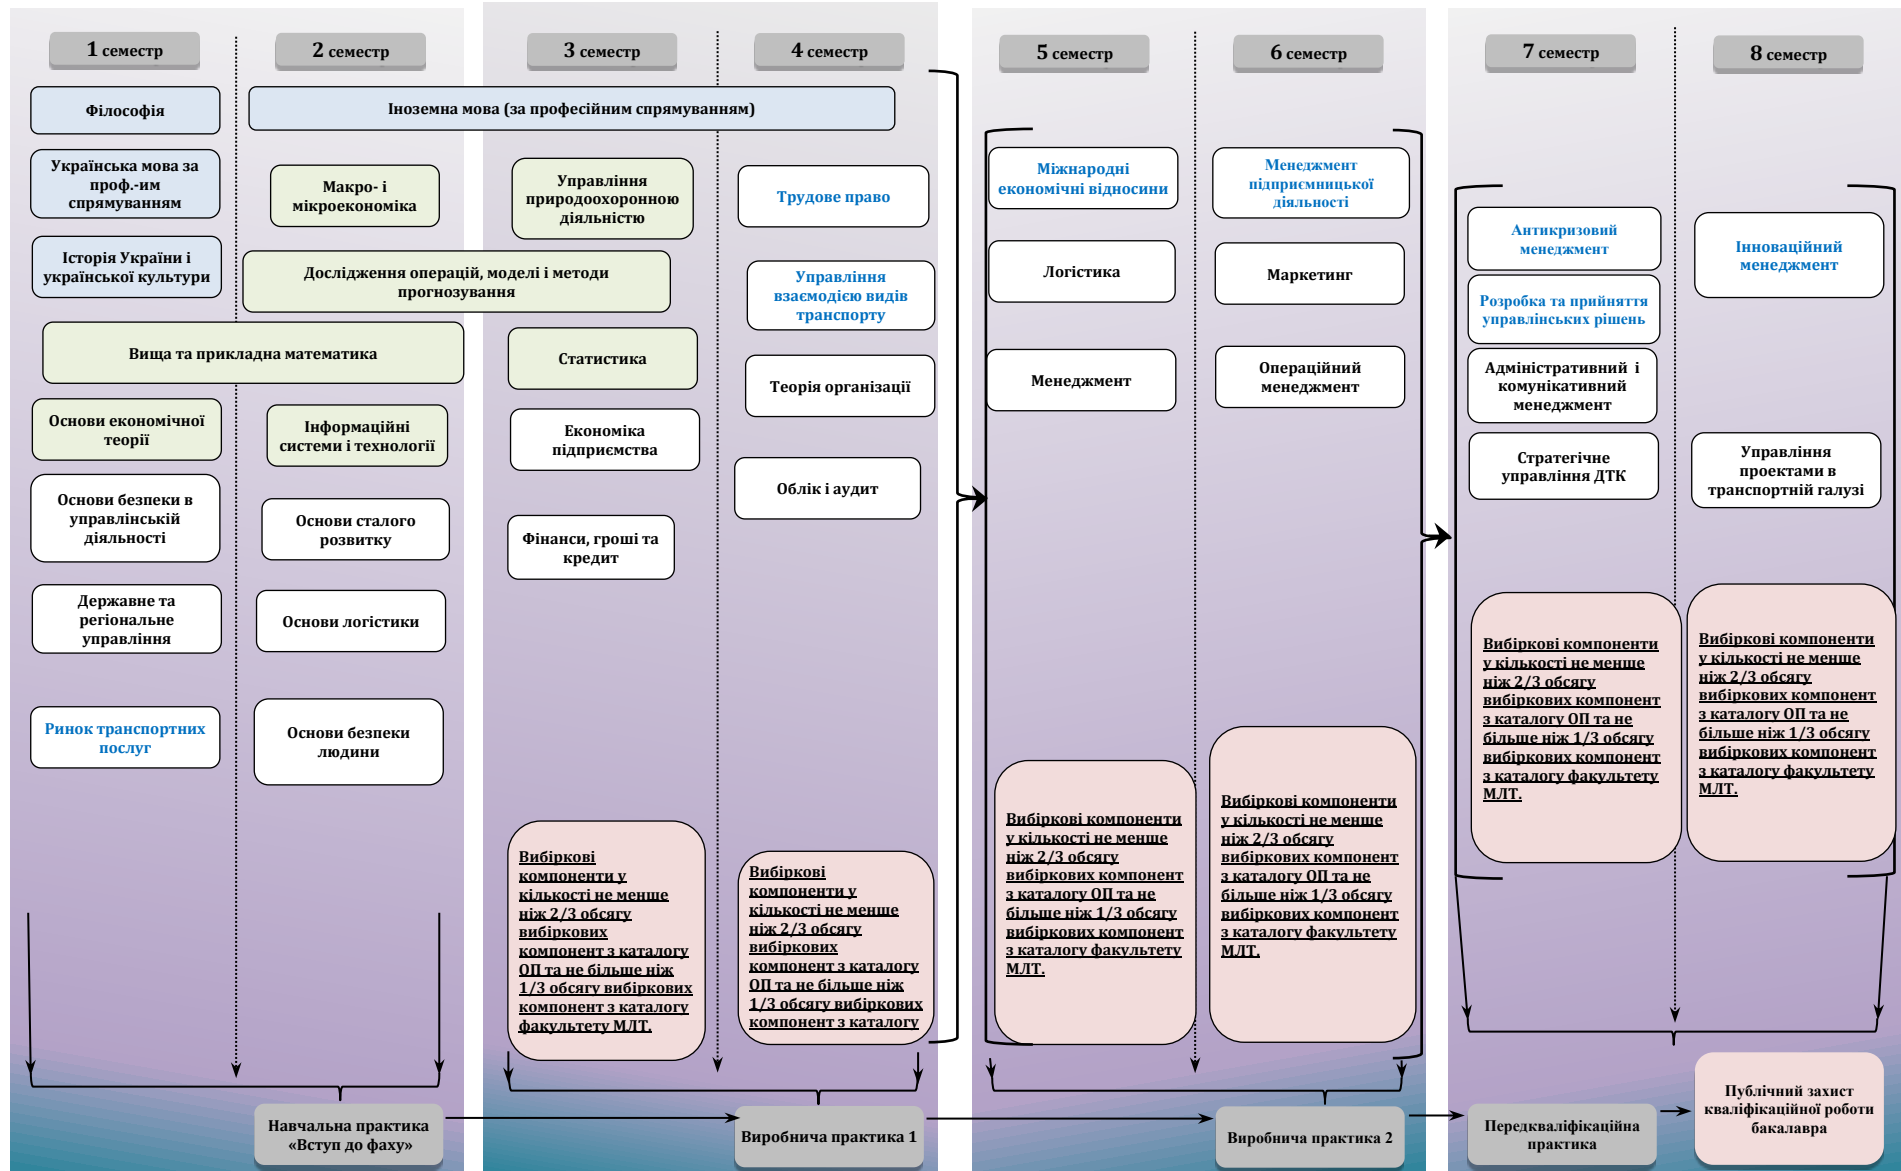 1 семестр
2 семестр
3 семестр
4 семестр
5 семестр
6 семестр
7 семестр
8 семестр
Філософія
Українська мова за
проф.-им
спрямуванням
Історія України і
української культури
Вища та прикладна математика
Основи економічної
теорії
Основи безпеки в
управлінській
діяльності
Державне та
регіональне
управління
Ринок транспортних
послуг
Іноземна мова (за професійним спрямуванням)
Макро- і
мікроекономіка
Дослідження операцій, моделі і методи
прогнозування
Інформаційні
системи і технології
Основи сталого
розвитку
Основи логістики
Основи безпеки
людини
Управління
природоохоронною
діяльністю
Статистика
Економіка
підприємства
Фінанси, гроші та
кредит
Вибіркові
компоненти у
кількості не менше
ніж 2/3 обсягу
вибіркових
компонент з каталогу
ОП та не більше ніж
1/3 обсягу вибіркових
компонент з каталогу
факультету МЛТ.
Трудове право
Управління
взаємодією видів
транспорту
Теорія організації
Облік і аудит
Вибіркові
компоненти у
кількості не менше
ніж 2/3 обсягу
вибіркових
компонент з каталогу
ОП та не більше ніж
1/3 обсягу вибіркових
компонент з каталогу
Міжнародні
економічні відносини
Логістика
Менеджмент
Вибіркові компоненти
у кількості не менше
ніж 2/3 обсягу
вибіркових компонент
з каталогу ОП та не
більше ніж 1/3 обсягу
вибіркових компонент
з каталогу факультету
МЛТ.
Менеджмент
підприємницької
діяльності
Маркетинг
Операційний
менеджмент
Вибіркові компоненти
у кількості не менше
ніж 2/3 обсягу
вибіркових компонент
з каталогу ОП та не
більше ніж 1/3 обсягу
вибіркових компонент
з каталогу факультету
МЛТ.
Антикризовий
менеджмент
Розробка та прийняття
управлінських рішень
Адміністративний і
комунікативний
менеджмент
Стратегічне
управління ДТК
Вибіркові компоненти
у кількості не менше
ніж 2/3 обсягу
вибіркових компонент
з каталогу ОП та не
більше ніж 1/3 обсягу
вибіркових компонент
з каталогу факультету
МЛТ.
Інноваційний
менеджмент
Управління
проектами в
транспортній галузі
Вибіркові компоненти
у кількості не менше
ніж 2/3 обсягу
вибіркових компонент
з каталогу ОП та не
більше ніж 1/3 обсягу
вибіркових компонент
з каталогу факультету
МЛТ.
Навчальна практика
«Вступ до фаху»
Виробнича практика 1
Виробнича практика 2
Передкваліфікаційна
практика
Публічний захист
кваліфікаційної роботи
бакалавра